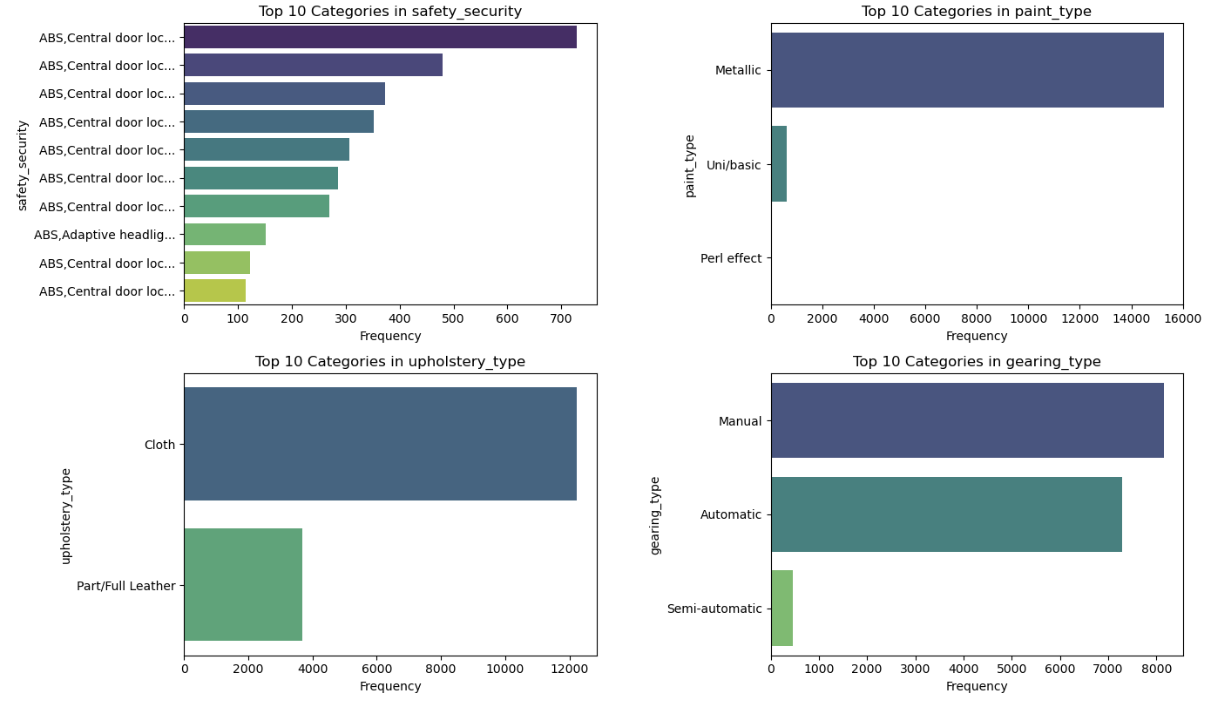 Top 10 Categories in safety_security
safety_security
ABS,Central door loc...
ABS,Central door loc...
ABS,Central door loc...
ABS,Central door loc...
ABS,Central door loc...
ABS,Central door loc...
ABS,Central door loc...
ABS,Adaptive headlig...
ABS,Central door loc...
ABS,Central door loc...
0 100 200 300 400 500 600 700
Frequency
Top 10 Categories in paint_type
paint_type
Metallic
Uni/basic
Perl effect
0 2000 4000 6000 8000 10000 12000 14000 16000
Frequency
Top 10 Categories in upholstery_type
upholstery_type
Cloth
Part/Full Leather
0 2000 4000 6000 8000 10000 12000
Frequency
Top 10 Categories in gearing_type
gearing_type
Manual
Automatic
Semi-automatic
0 1000 2000 3000 4000 5000 6000 7000 8000
Frequency